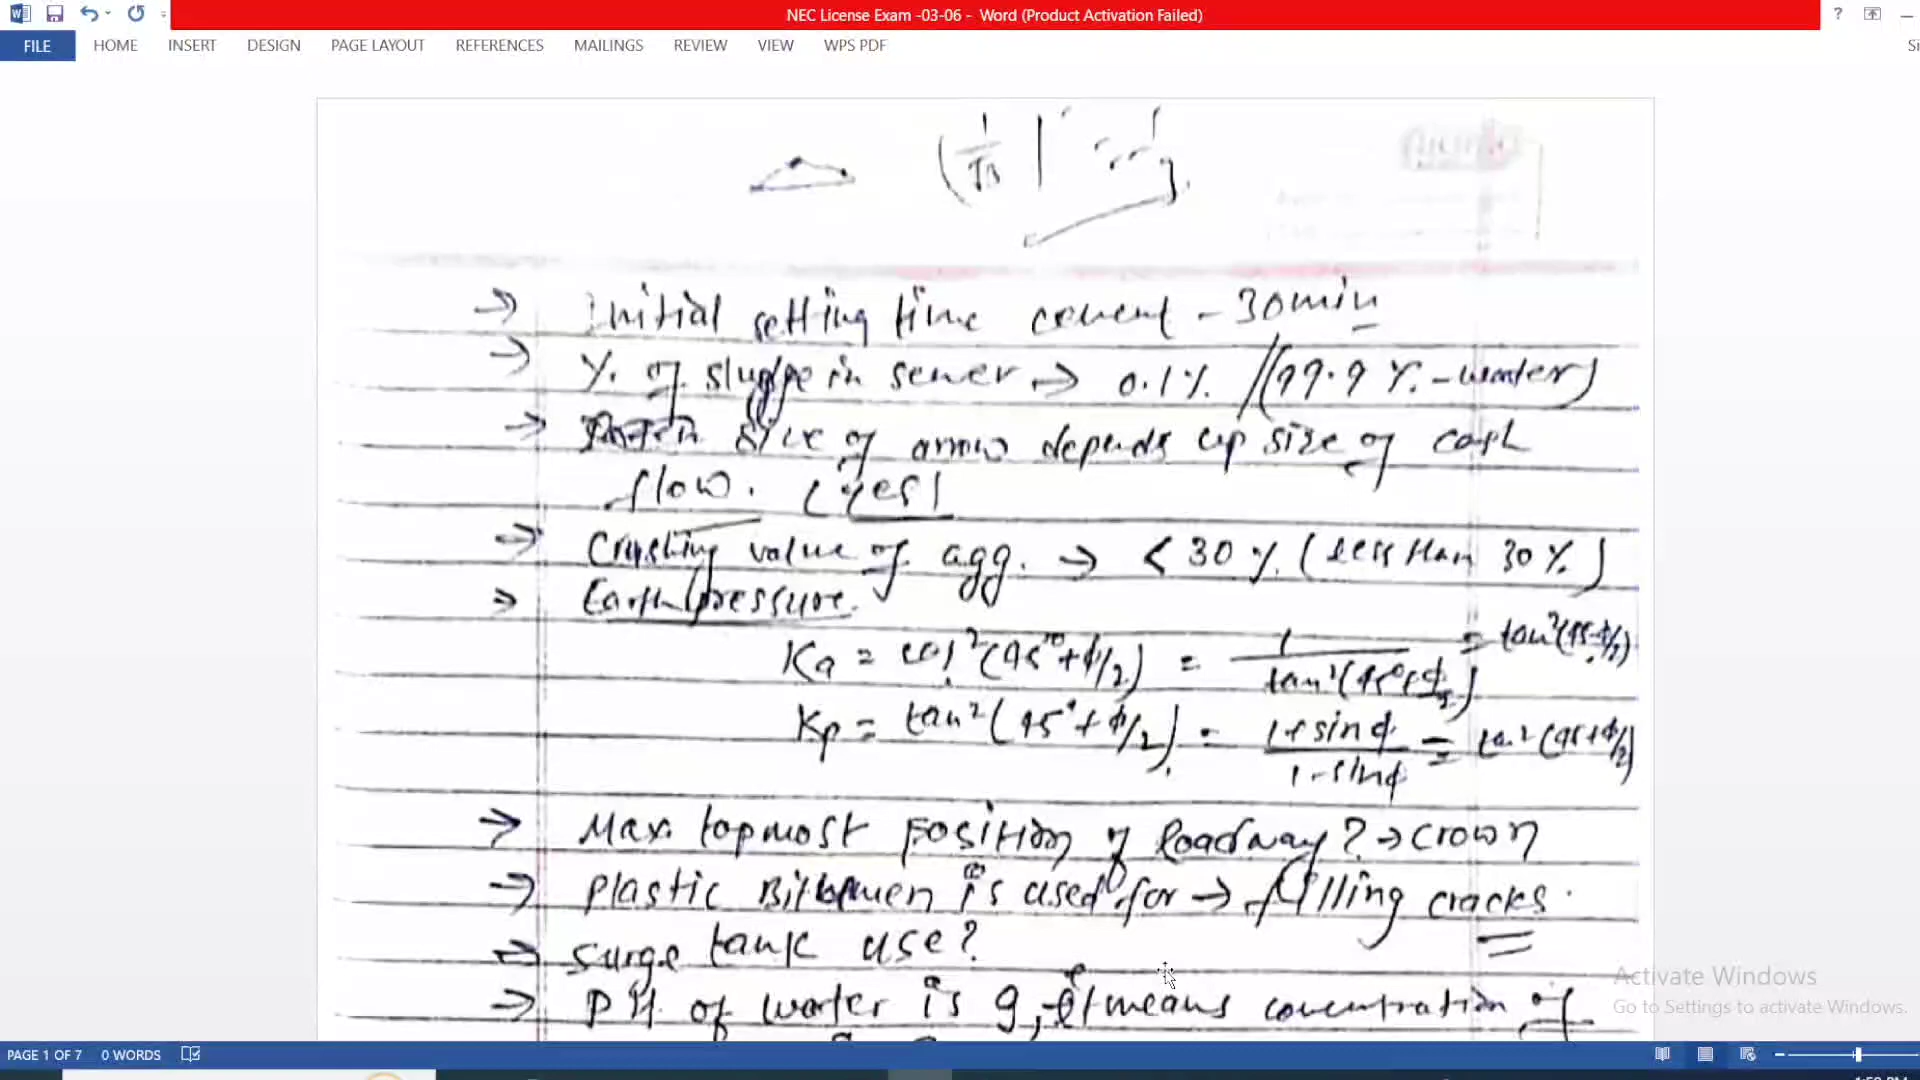 NEC License Exam -03-06 - Word (Product Activation Failed)
FILE HOME INSERT DESIGN PAGE LAYOUT REFERENCES MAILINGS REVIEW VIEW WPS PDF Si
→ Initial setting time cement - 30min
→ % of sludge in sewer → 0.1% /(99.9 % - water)
→ Size of arrow depends up size of cash
flow. (yes)
→ Crushing value of agg. → < 30 % (less than 30 %)
→ Earth pressure.
Ka = cot²(45°+ϕ/2) = 1/tan²(45°+ϕ/2) = tan²(45-ϕ/2)
Kp = tan²(45°+ϕ/2) = 1+sinϕ/1-sinϕ = tan²(45+ϕ/2)
→ Max. topmost position of roadway? → crown
→ Plastic Bitumen is used for → filling cracks.
→ Surge tank use?
→ PH. of water is 9, it means concentration of
Activate Windows
Go to Settings to activate Windows.
PAGE 1 OF 7 0 WORDS